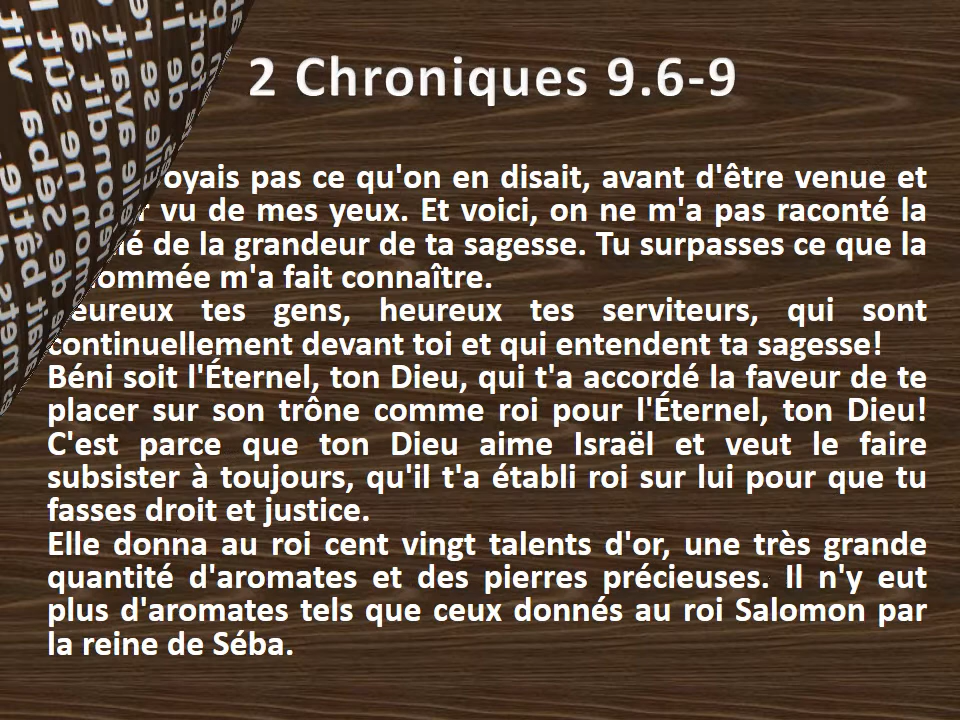 2 Chroniques 9.6-9
pas ce qu'on en disait, avant d'être venue et
vu de mes yeux. Et voici, on ne m'a pas raconté la
de la grandeur de ta sagesse. Tu surpasses ce que la
m'a fait connaître.
tes gens, heureux tes serviteurs, qui sont
continuellement devant toi et qui entendent ta sagesse!
Béni soit l'Éternel, ton Dieu, qui t'a accordé la faveur de te
placer sur son trône comme roi pour l'Éternel, ton Dieu!
C'est parce que ton Dieu aime Israël et veut le faire
subsister à toujours, qu'il t'a établi roi sur lui pour que tu
fasses droit et justice.
Elle donna au roi cent vingt talents d'or, une très grande
quantité d'aromates et des pierres précieuses. Il n'y eut
plus d'aromates tels que ceux donnés au roi Salomon par
la reine de Séba.